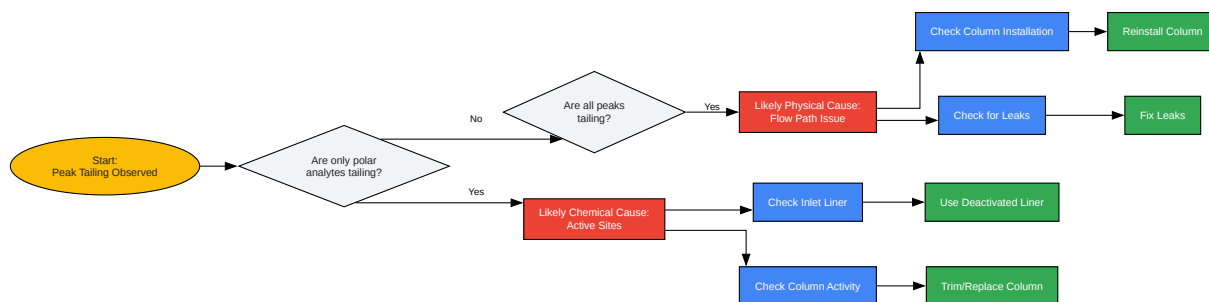 Start:
Peak Tailing Observed
Are only polar
analytes tailing?
No
Are all peaks
tailing?
Yes
Likely Physical Cause:
Flow Path Issue
Check Column Installation
Reinstall Column
Check for Leaks
Fix Leaks
Yes
Likely Chemical Cause:
Active Sites
Check Inlet Liner
Use Deactivated Liner
Check Column Activity
Trim/Replace Column